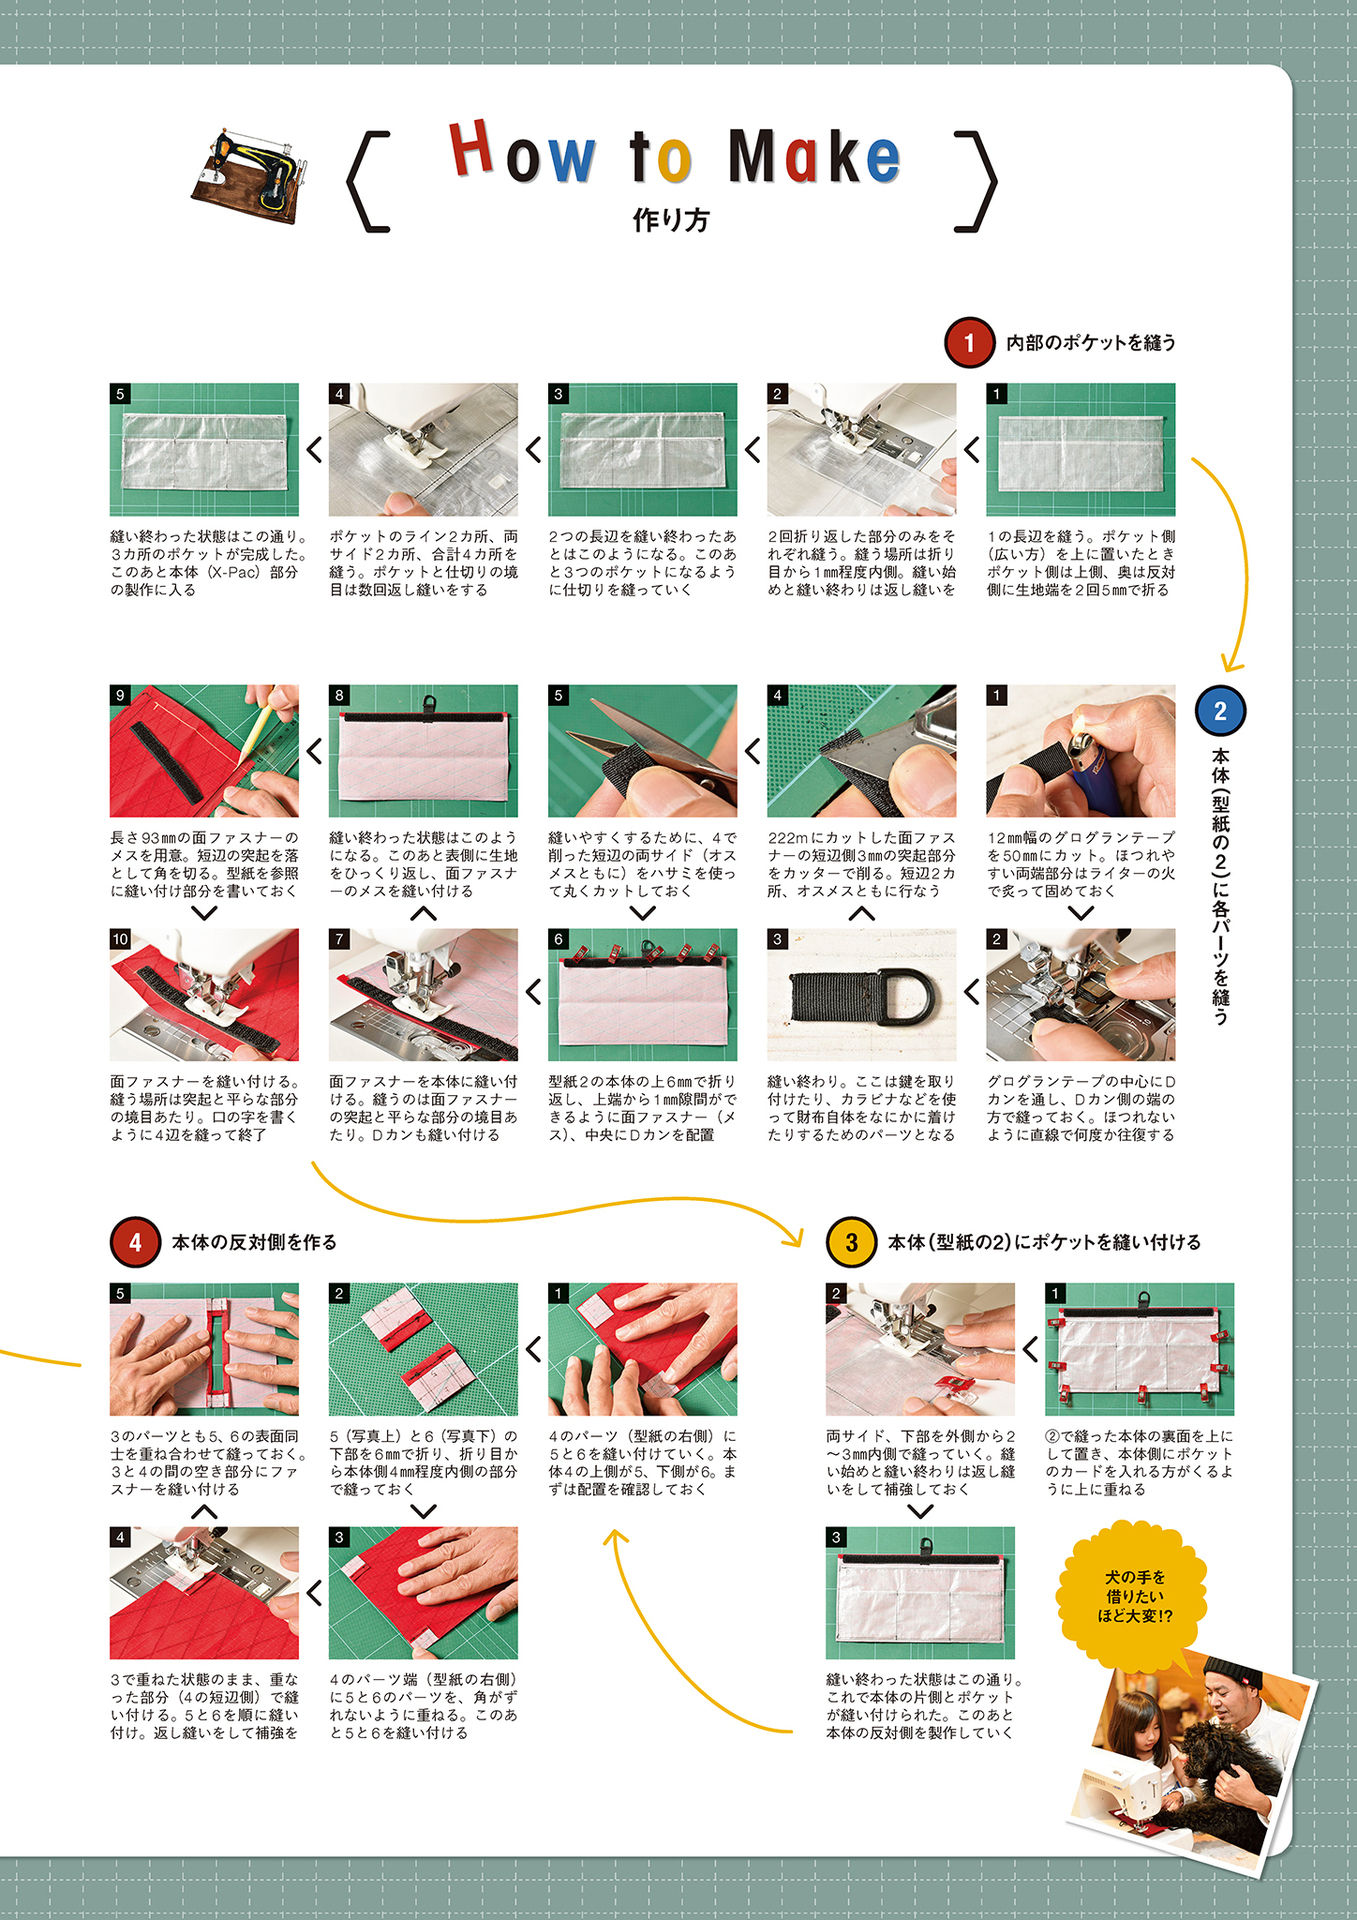 How to Make
作り方
1
内部のポケットを縫う
1
1の長辺を縫う。ポケット側
（広い方）を上に置いたとき
ポケット側は上側、奥は反対
側に生地端を2回5㎜で折る
2
2回折り返した部分のみをそ
れぞれ縫う。縫う場所は折り
目から1㎜程度内側。縫い始
めと縫い終わりは返し縫いを
3
2つの長辺を縫い終わったあ
とはこのようになる。このあ
と3つのポケットになるよう
に仕切りを縫っていく
4
ポケットのライン2カ所、両
サイド2カ所、合計4カ所を
縫う。ポケットと仕切りの境
目は数回返し縫いをする
5
縫い終わった状態はこの通り。
3カ所のポケットが完成した。
このあと本体（X-Pac）部分
の製作に入る
2
本体（型紙の2）に各パーツを縫う
1
12㎜幅のグログランテープ
を50㎜にカット。ほつれや
すい両端部分はライターの火
で炙って固めておく
2
グログランテープの中心にD
カンを通し、Dカン側の端の
方で縫っておく。ほつれない
ように直線で何度か往復する
3
縫い終わり。ここは鍵を取り
付けたり、カラビナなどを使
って財布自体をなにかに着け
たりするためのパーツとなる
4
222mにカットした面ファス
ナーの短辺側3㎜の突起部分
をカッターで削る。短辺2カ
所、オスメスともに行なう
5
縫いやすくするために、4で
削った短辺の両サイド（オス
メスともに）をハサミを使っ
て丸くカットしておく
6
型紙2の本体の上6㎜で折り
返し、上端から1㎜隙間がで
きるように面ファスナー（メ
ス）、中央にDカンを配置
7
面ファスナーを本体に縫い付
ける。縫うのは面ファスナー
の突起と平らな部分の境目あ
たり。Dカンも縫い付ける
8
縫い終わった状態はこのよう
になる。このあと表側に生地
をひっくり返し、面ファスナ
ーのメスを縫い付ける
9
長さ93㎜の面ファスナーの
メスを用意。短辺の突起を落
として角を切る。型紙を参照
に縫い付け部分を書いておく
10
面ファスナーを縫い付ける。
縫う場所は突起と平らな部分
の境目あたり。口の字を書く
ように4辺を縫って終了
3
本体（型紙の2）にポケットを縫い付ける
1
②で縫った本体の裏面を上に
して置き、本体側にポケット
のカードを入れる方がくるよ
うに上に重ねる
2
両サイド、下部を外側から2
〜3㎜内側で縫っていく。縫
い始めと縫い終わりは返し縫
いをして補強しておく
3
縫い終わった状態はこの通り。
これで本体の片側とポケット
が縫い付けられた。このあと
本体の反対側を製作していく
4
本体の反対側を作る
1
4のパーツ（型紙の右側）に
5と6を縫い付けていく。本
体4の上側が5、下側が6。ま
ずは配置を確認しておく
2
5（写真上）と6（写真下）の
下部を6㎜で折り、折り目か
ら本体側4㎜程度内側の部分
で縫っておく
3
4のパーツ端（型紙の右側）
に5と6のパーツを、角がず
れないように重ねる。このあ
と5と6を縫い付ける
4
3で重ねた状態のまま、重な
った部分（4の短辺側）で縫
い付ける。5と6を順に縫い
付け。返し縫いをして補強を
5
3のパーツとも5、6の表面同
士を重ね合わせて縫っておく。
3と4の間の空き部分にファ
スナーを縫い付ける
犬の手を
借りたい
ほど大変!?